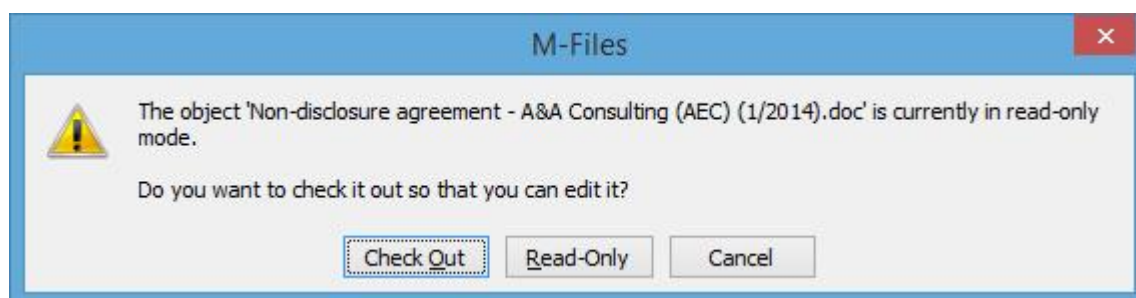 M-Files
The object 'Non-disclosure agreement - A&A Consulting (AEC) (1/2014).doc' is currently in read-only
mode.
Do you want to check it out so that you can edit it?
Check Out
Read-Only
Cancel